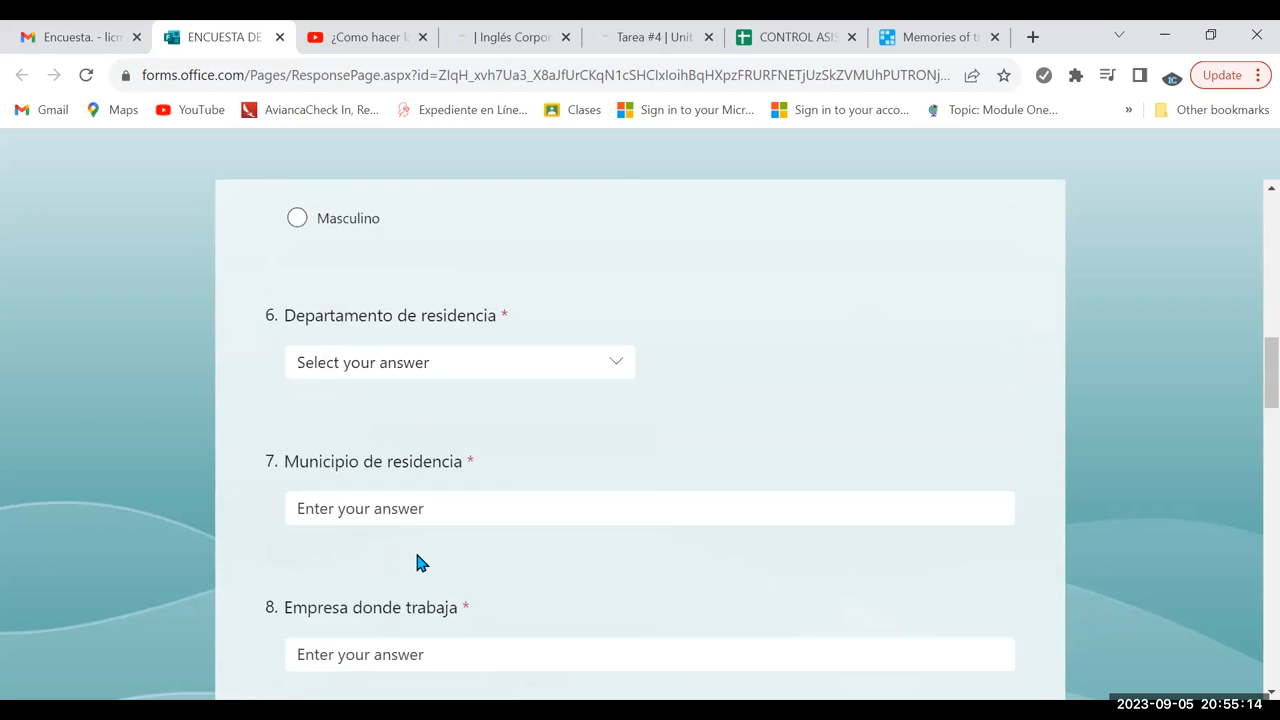 Encuesta. - licm
ENCUESTA DE
¿Como hacer l
| Inglés Corpor
Tarea #4 | Unit
CONTROL ASI
Memories of t
forms.office.com/Pages/ResponsePage.aspx?id=ZIqH_xvh7Ua3_X8aJfUrCKqN1cSHClxIoihBqHXpzFRURFNETjUzSkZVMUhPUTRONj...
Update
Gmail
Maps
YouTube
AviancaCheck In, Re...
Expediente en Líne...
Clases
Sign in to your Micr...
Sign in to your acco...
Topic: Module One...
»
Other bookmarks
Masculino
6. Departamento de residencia *
Select your answer
7. Municipio de residencia *
Enter your answer
8. Empresa donde trabaja *
Enter your answer
2023-09-05 20:55:14